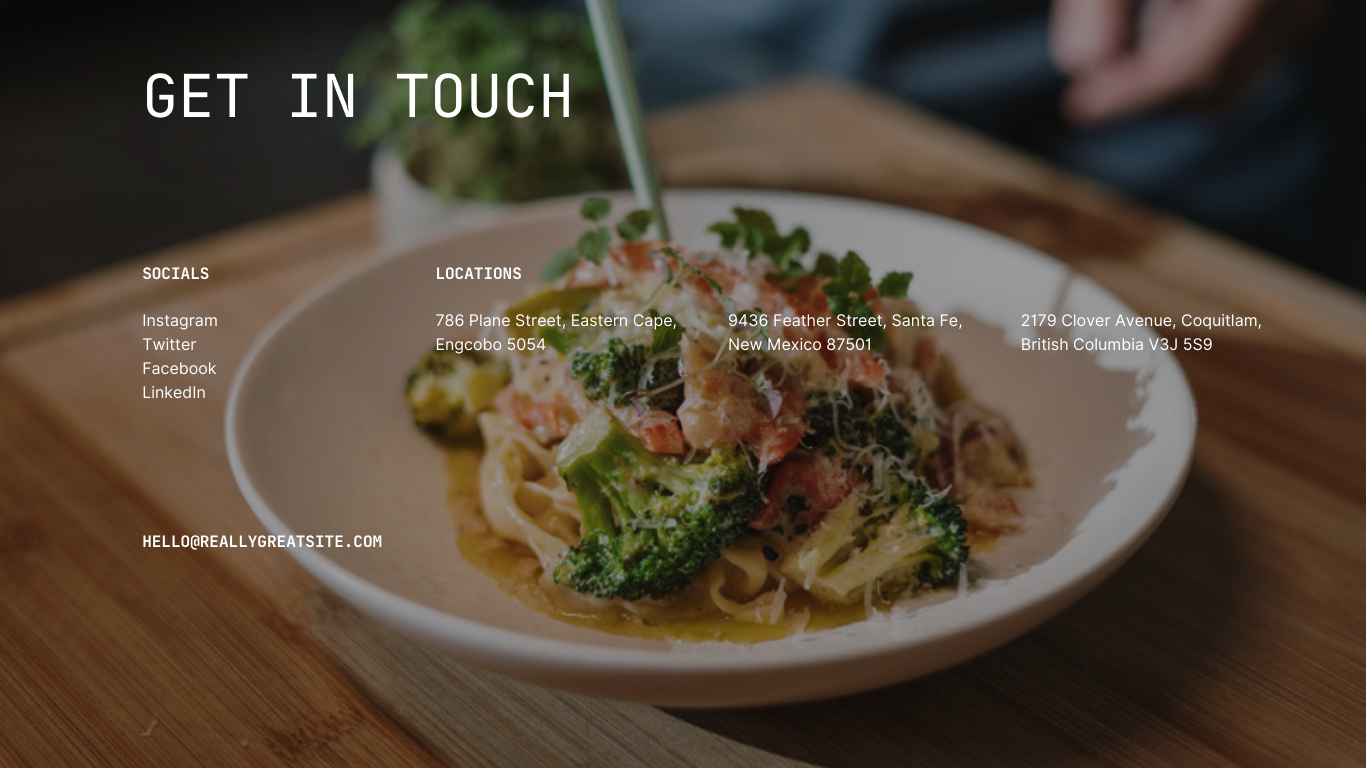 GET IN TOUCH
SOCIALS
Instagram
Twitter
Facebook
LinkedIn
LOCATIONS
786 Plane Street, Eastern Cape,
Engcobo 5054
9436 Feather Street, Santa Fe,
New Mexico 87501
2179 Clover Avenue, Coquitlam,
British Columbia V3J 5S9
HELLO@REALLYGREATSITE.COM